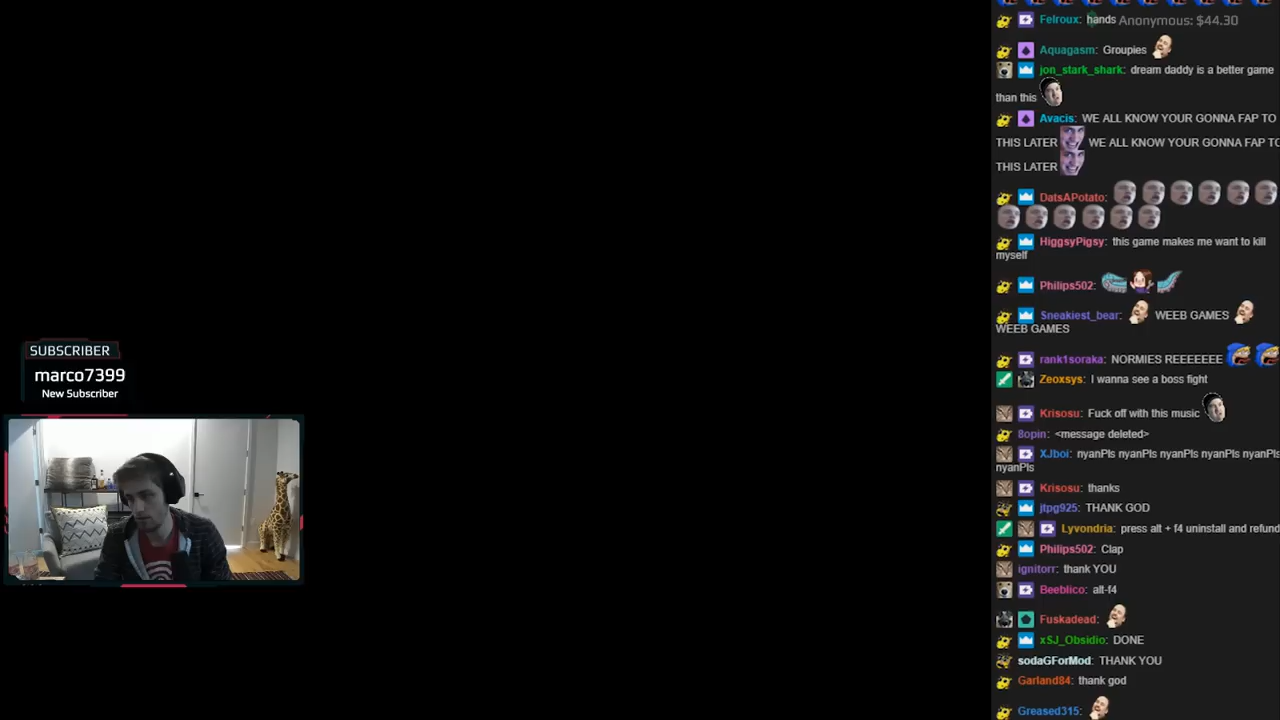 Felroux: hands Anonymous: $44.30
Aquagasm: Groupies
jon_stark_shark: dream daddy is a better game
than this
Avacis: WE ALL KNOW YOUR GONNA FAP TO
THIS LATER WE ALL KNOW YOUR GONNA FAP TO
THIS LATER
DatsAPotato:
HiggsyPigsy: this game makes me want to kill
myself
Philips502:
Sneakiest_bear: WEEB GAMES
WEEB GAMES
SUBSCRIBER
marco7399
New Subscriber
rank1soraka: NORMIES REEEEEEE
Zeoxsys: I wanna see a boss fight
Krisosu: Fuck off with this music
8opin: <message deleted>
XJboi: nyanPls nyanPls nyanPls nyanPls nyanPls
nyanPls
Krisosu: thanks
jtpg925: THANK GOD
Lyvondria: press alt + f4 uninstall and refund
Philips502: Clap
ignitorr: thank YOU
Beeblico: alt-f4
Fuskadead:
xSJ_Obsidio: DONE
sodaGForMod: THANK YOU
Garland84: thank god
Greased315: